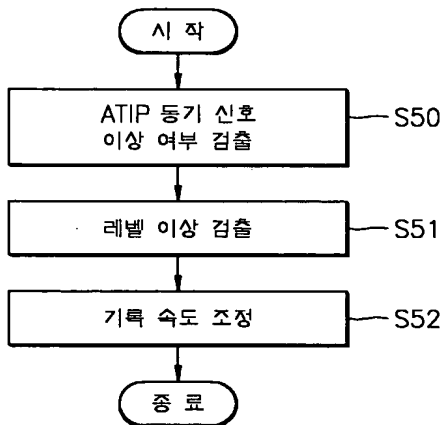 시 작
ATIP 동기 신호
이상 여부 검출
S50
레벨 이상 검출
S51
기록 속도 조정
S52
종 료